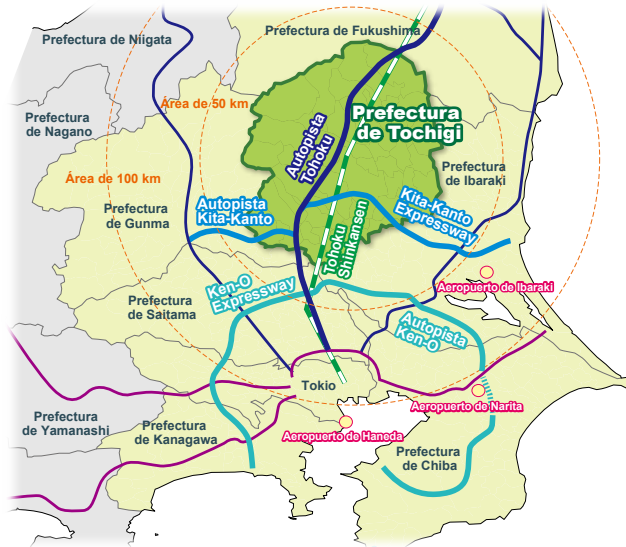 Prefectura de Niigata
Prefectura de Fukushima
Área de 50 km
Prefectura
de Nagano
Prefectura
de Tochigi
Autopista
Tohoku
Prefectura
de Ibaraki
Área de 100 km
Prefectura de
Gunma
Autopista
Kita-Kanto
Kita-Kanto
Expressway
Tohoku
Shinkansen
Ken-O
Expressway
Aeropuerto de Ibaraki
Prefectura
de Saitama
Autopista
Ken-O
Tokio
Aeropuerto de Narita
Prefectura
de Yamanashi
Prefectura
de Kanagawa
Aeropuerto de Haneda
Prefectura
de Chiba